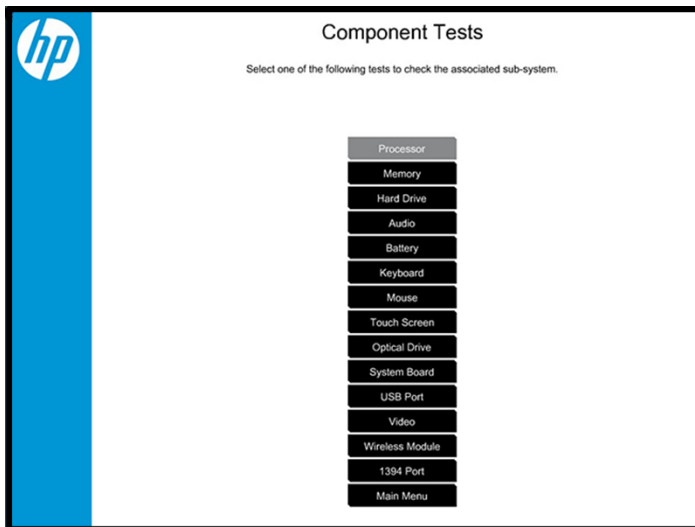 hp
Component Tests
Select one of the following tests to check the associated sub-system.
Processor
Memory
Hard Drive
Audio
Battery
Keyboard
Mouse
Touch Screen
Optical Drive
System Board
USB Port
Video
Wireless Module
1394 Port
Main Menu